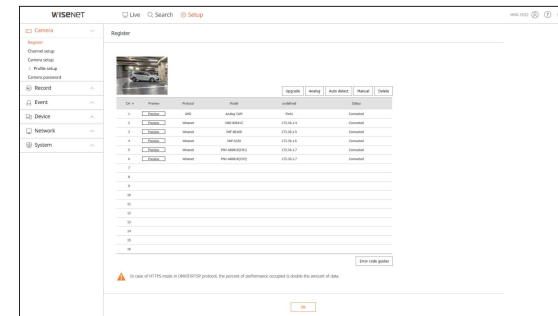 WISENET Live Search Setup
Camera
Register
Register
Channel setup
Camera setup
Profile setup
Camera password
Record
Event
Device
Network
System
Upgrade Analog Auto detect Manual Delete
CH Preview Protocol Model undefined Status
1 Preview AHD Analog CAM Ports Connected
2 Preview Wisenet Connected
3 Preview Wisenet Connected
4 Preview Wisenet Connected
5 Preview Wisenet Connected
6 Preview Wisenet Connected
7
8
9
10
11
12
13
14
15
16
Error code guides
In case of HTTPS mode in ONVIF/RTSP protocol, the percent of performance occupied is double the amount of data.
OK